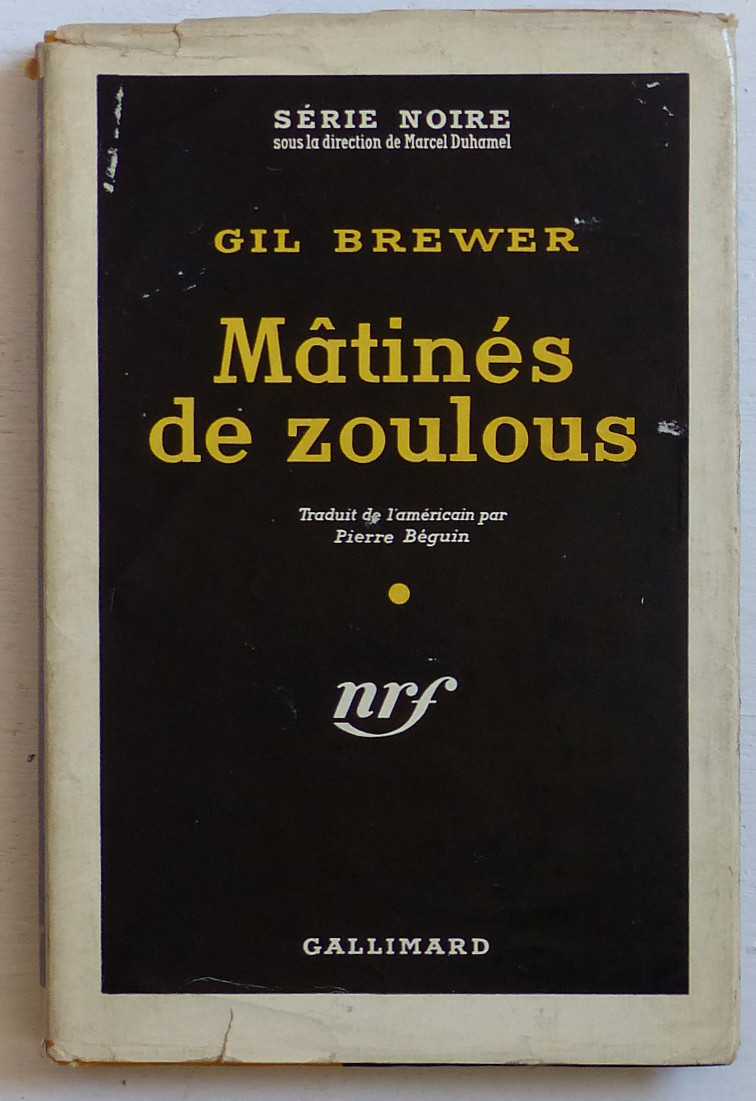 SÉRIE NOIRE
sous la direction de Marcel Duhamel
GIL BREWER
Mâtinés
de zoulous
Traduit de l'américain par
Pierre Béguin
nrf
GALLIMARD